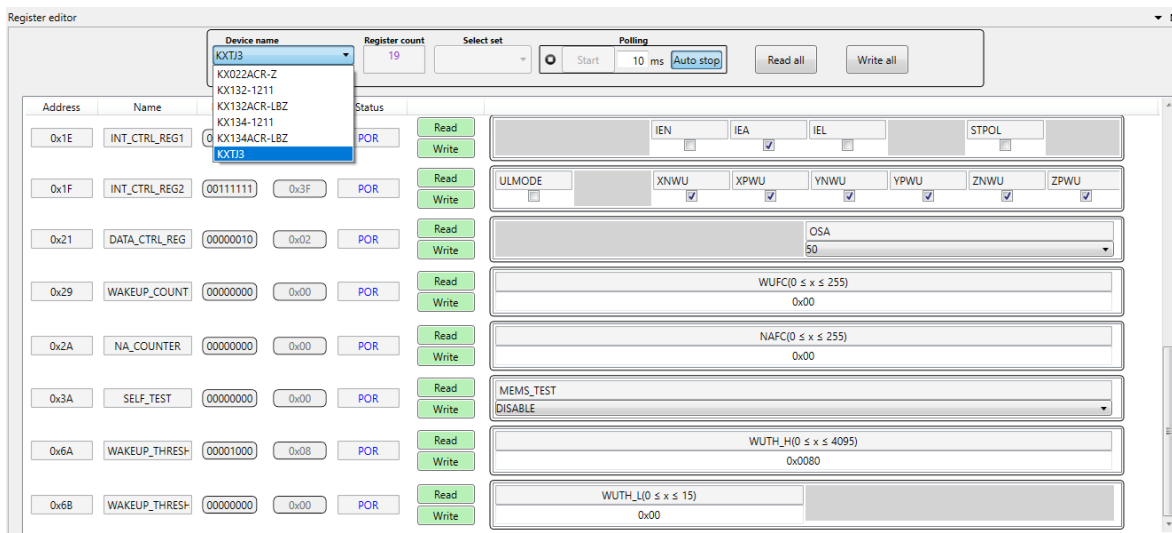 Register editor
Device name Register count Select set Polling
KXTJ3 19 Start 10 ms Auto stop Read all Write all
KX022ACR-Z
KX132-1211
KX132ACR-LBZ
KX134-1211
KX134ACR-LBZ
KXTJ3
Address Name Status
0x1E INT_CTRL_REG1 POR Read Write IEN IEA IEL STPOL
0x1F INT_CTRL_REG2 00111111 0x3F POR Read Write ULMODE XNWU XPWU YNWU YPWU ZNWU ZPWU
0x21 DATA_CTRL_REG 00000010 0x02 POR Read Write OSA
50
0x29 WAKEUP_COUNT 00000000 0x00 POR Read Write WUFC(0 ≤ x ≤ 255)
0x00
0x2A NA_COUNTER 00000000 0x00 POR Read Write NAFC(0 ≤ x ≤ 255)
0x00
0x3A SELF_TEST 00000000 0x00 POR Read Write MEMS_TEST
DISABLE
0x6A WAKEUP_THRESH 00001000 0x08 POR Read Write WUTH_H(0 ≤ x ≤ 4095)
0x0080
0x6B WAKEUP_THRESH 00000000 0x00 POR Read Write WUTH_L(0 ≤ x ≤ 15)
0x00